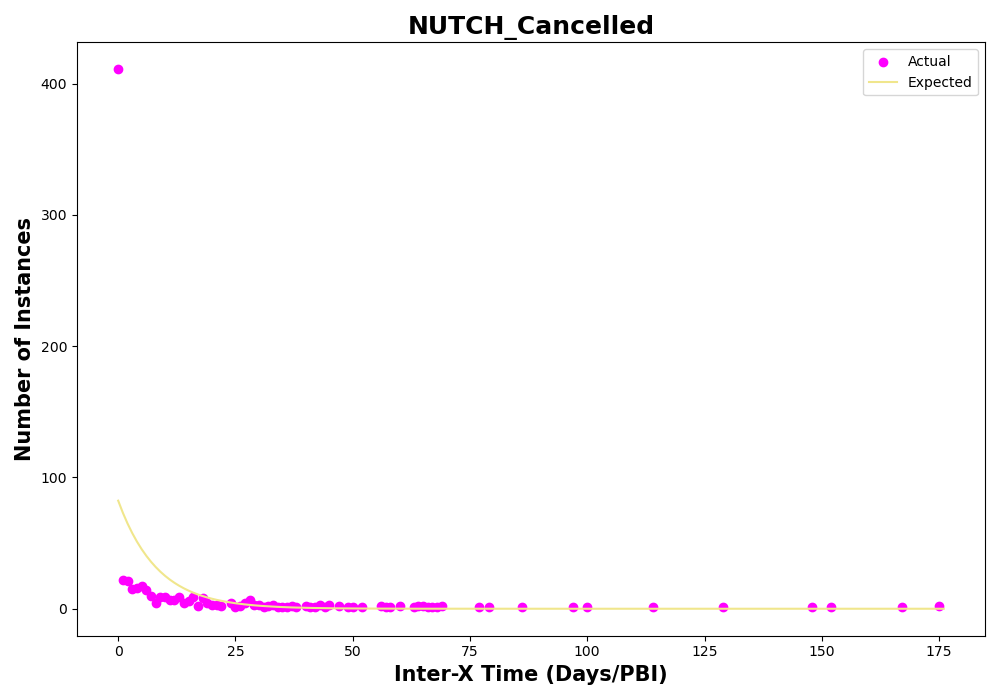 NUTCH_Cancelled
Actual
Expected
Number of Instances
400
300
200
100
0
0
25
50
75
100
125
150
175
Inter-X Time (Days/PBI)